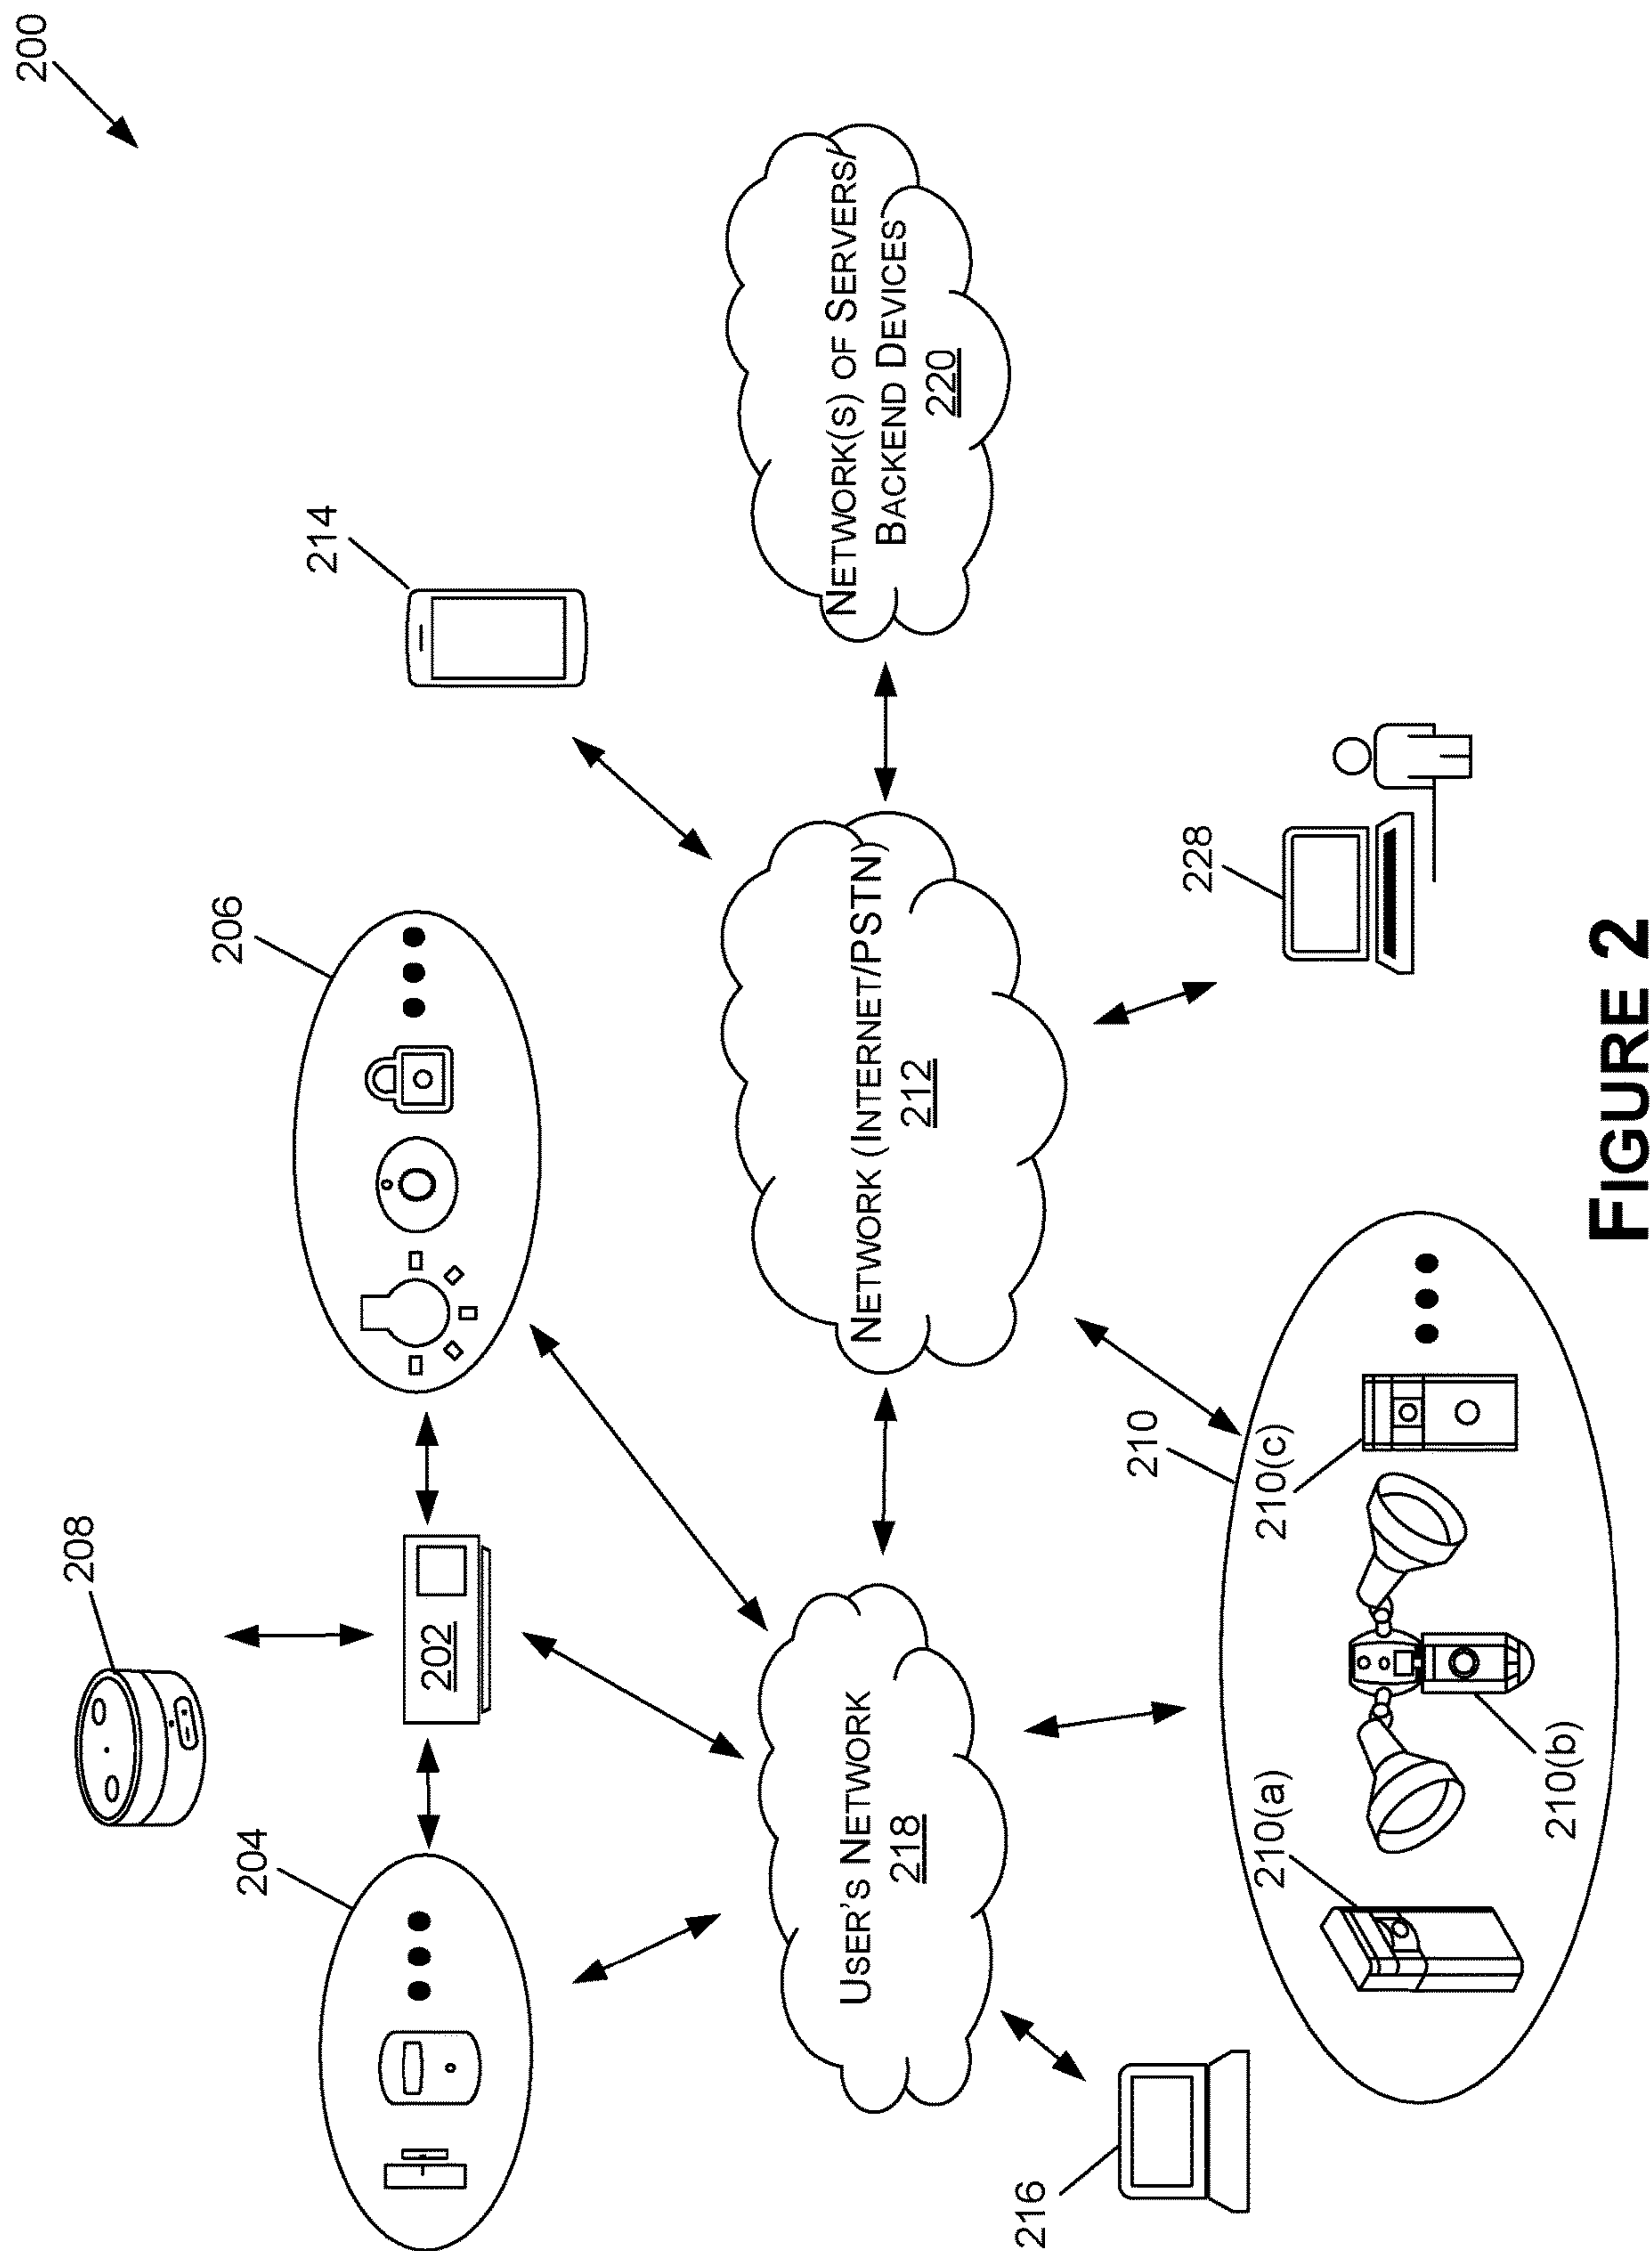 200
208
204
202
206
214
USER'S NETWORK
218
NETWORK (INTERNET/PSTN)
212
NETWORK(S) OF SERVERS/
BACKEND DEVICES
220
216
210
210(a)
210(b)
210(c)
228
FIGURE 2